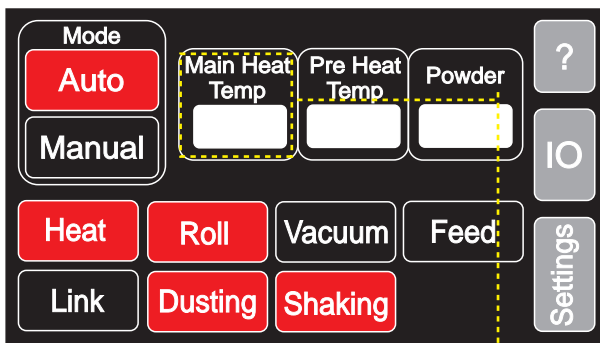 Mode
Auto
Manual
Main Heat
Temp
Pre Heat
Temp
Powder
?
IO
Settings
Heat
Roll
Vacuum
Feed
Link
Dusting
Shaking